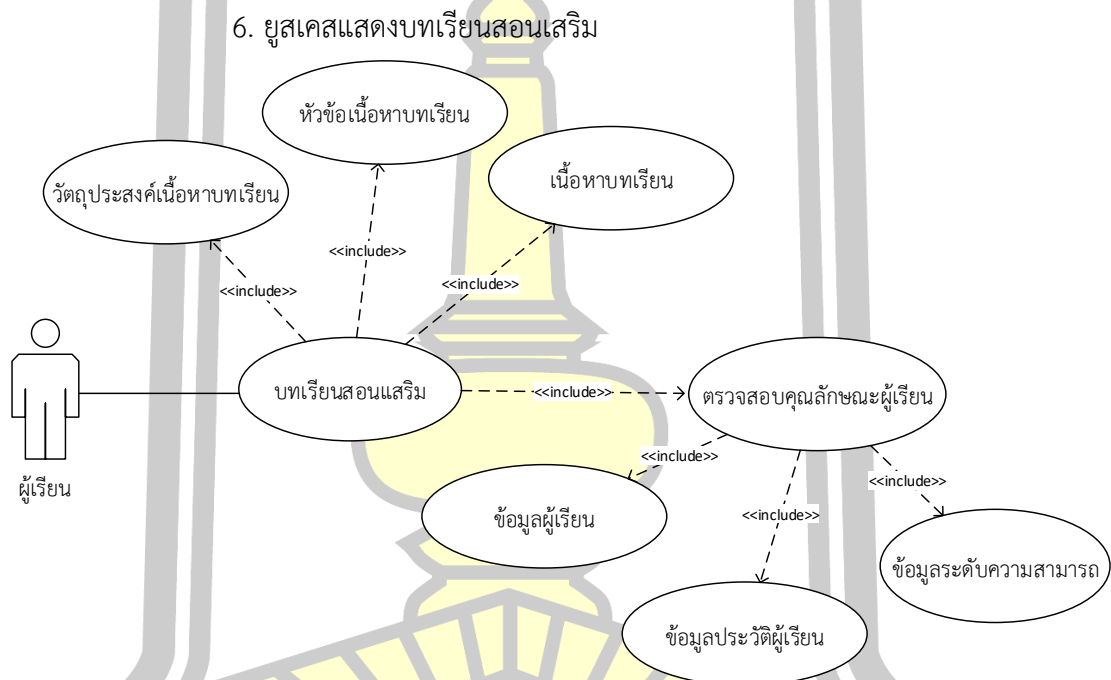 6. ยูสเคสแสดงบทเรียนสอนเสริม
หัวข้อเนื้อหาบทเรียน
เนื้อหาบทเรียน
วัตถุประสงค์เนื้อหาบทเรียน
<<include>>
<<include>>
<<include>>
บทเรียนสอนแสริม
<<include>>
ตรวจสอบคุณลักษณะผู้เรียน
<<include>>
<<include>>
ผู้เรียน
ข้อมูลผู้เรียน
<<include>>
ข้อมูลระดับความสามารถ
ข้อมูลประวัติผู้เรียน